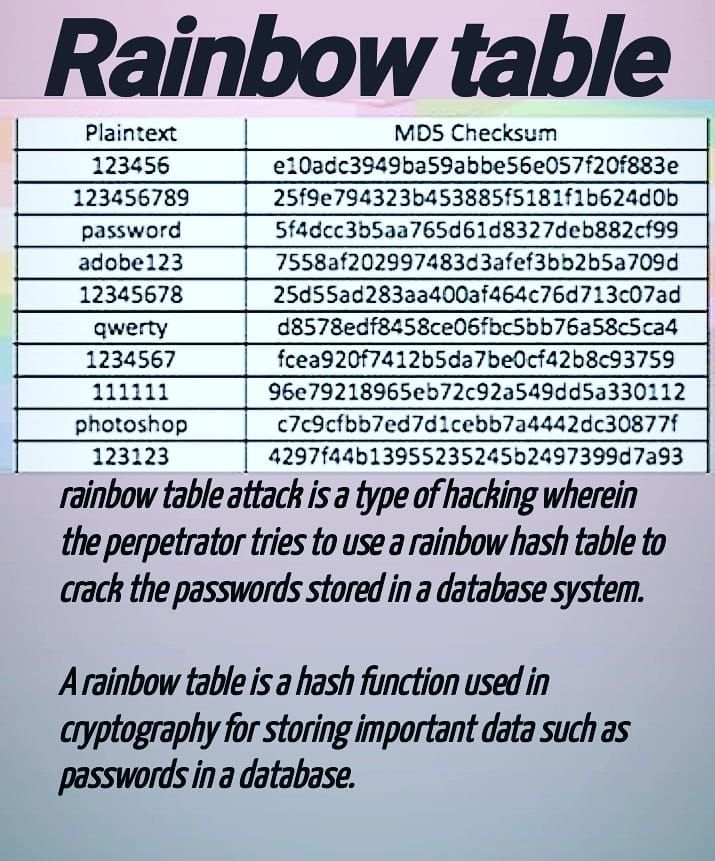 Rainbow table
Plaintext MD5 Checksum
123456 e10adc3949ba59abbe56e057f20f883e
123456789 25f9e794323b453885f5181f1b624d0b
password 5f4dcc3b5aa765d61d8327deb882cf99
adobe123 7558af202997483d3afef3bb2b5a709d
12345678 25d55ad283aa400af464c76d713c07ad
qwerty d8578edf8458ce06fbc5bb76a58c5ca4
1234567 fcea920f7412b5da7be0cf42b8c93759
111111 96e79218965eb72c92a549dd5a330112
photoshop c7c9cfbb7ed7d1cebb7a4442dc30877f
123123 4297f44b13955235245b2497399d7a93
rainbow table attack is a type of hacking wherein
the perpetrator tries to use a rainbow hash table to
crack the passwords stored in a database system.
A rainbow table is a hash function used in
cryptography for storing important data such as
passwords in a database.